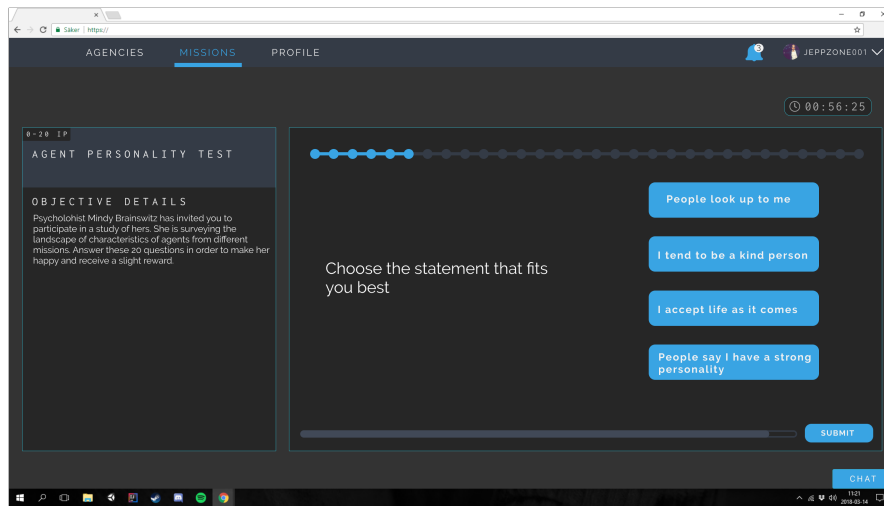 Säker | https://
AGENCIES MISSIONS PROFILE 3 JEPPZONE001
00:56:25
0-20 IP
AGENT PERSONALITY TEST
OBJECTIVE DETAILS
Psycholohist Mindy Brainswitz has invited you to
participate in a study of hers. She is surveying the
landscape of characteristics of agents from different
missions. Answer these 20 questions in order to make her
happy and receive a slight reward.
Choose the statement that fits
you best
People look up to me
I tend to be a kind person
I accept life as it comes
People say I have a strong
personality
SUBMIT
CHAT
11:21
2018-03-14